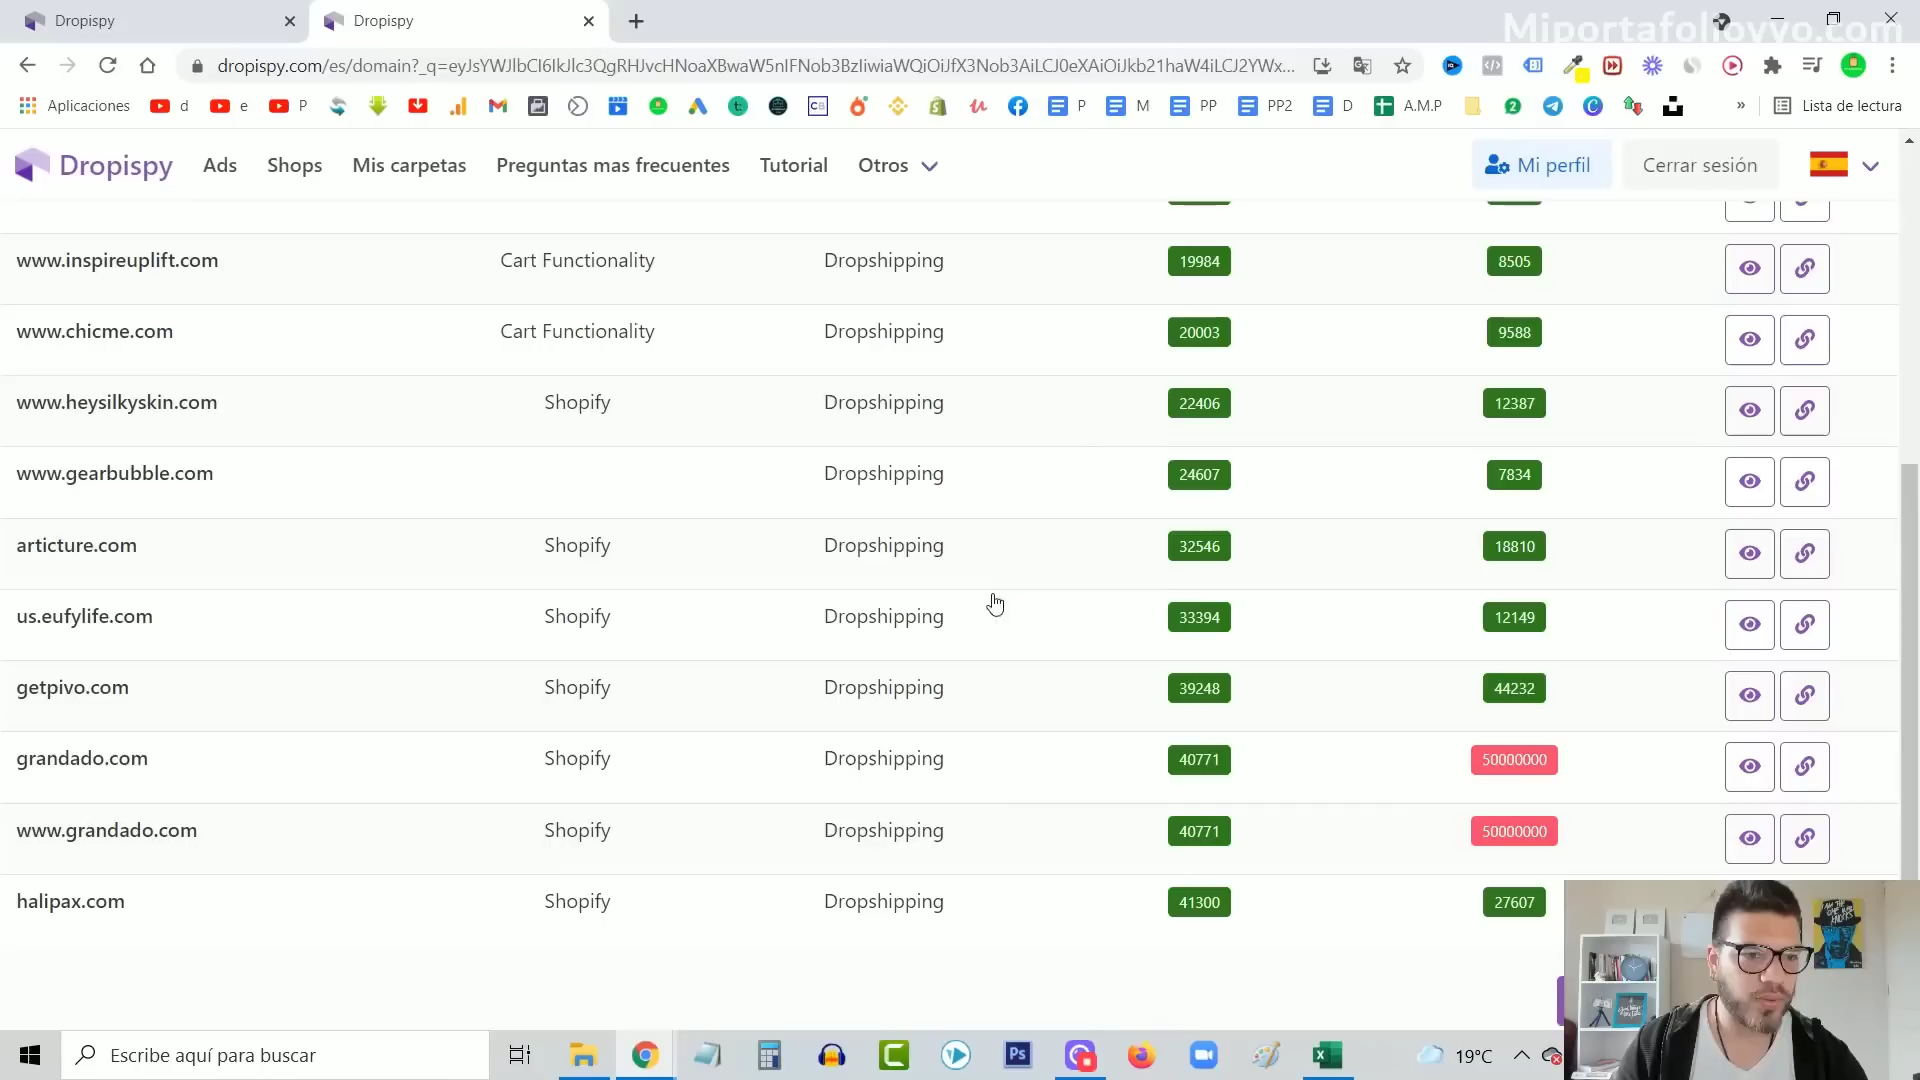 Dropispy
Dropispy
Miportafoliovyo.com
dropispy.com/es/domain?_q=eyJsYWJlbCI6IkJlc3QgRHJvcHNoaXBwaW5nIFNob3BzIiwiaWQiOiJfX3Nob3AiLCJ0eXAiOiJkb21haW4iLCJ2YWx...
Aplicaciones
d
e
P
P
M
PP
PP2
D
A.M.P
»
Lista de lectura
Dropispy
Ads
Shops
Mis carpetas
Preguntas mas frecuentes
Tutorial
Otros
Mi perfil
Cerrar sesión
www.inspireuplift.com Cart Functionality Dropshipping 19984 8505
www.chicme.com Cart Functionality Dropshipping 20003 9588
www.heysilkyskin.com Shopify Dropshipping 22406 12387
www.gearbubble.com Dropshipping 24607 7834
articture.com Shopify Dropshipping 32546 18810
us.eufylife.com Shopify Dropshipping 33394 12149
getpivo.com Shopify Dropshipping 39248 44232
grandado.com Shopify Dropshipping 40771 50000000
www.grandado.com Shopify Dropshipping 40771 50000000
halipax.com Shopify Dropshipping 41300 27607
Escribe aquí para buscar
Ps
19°C